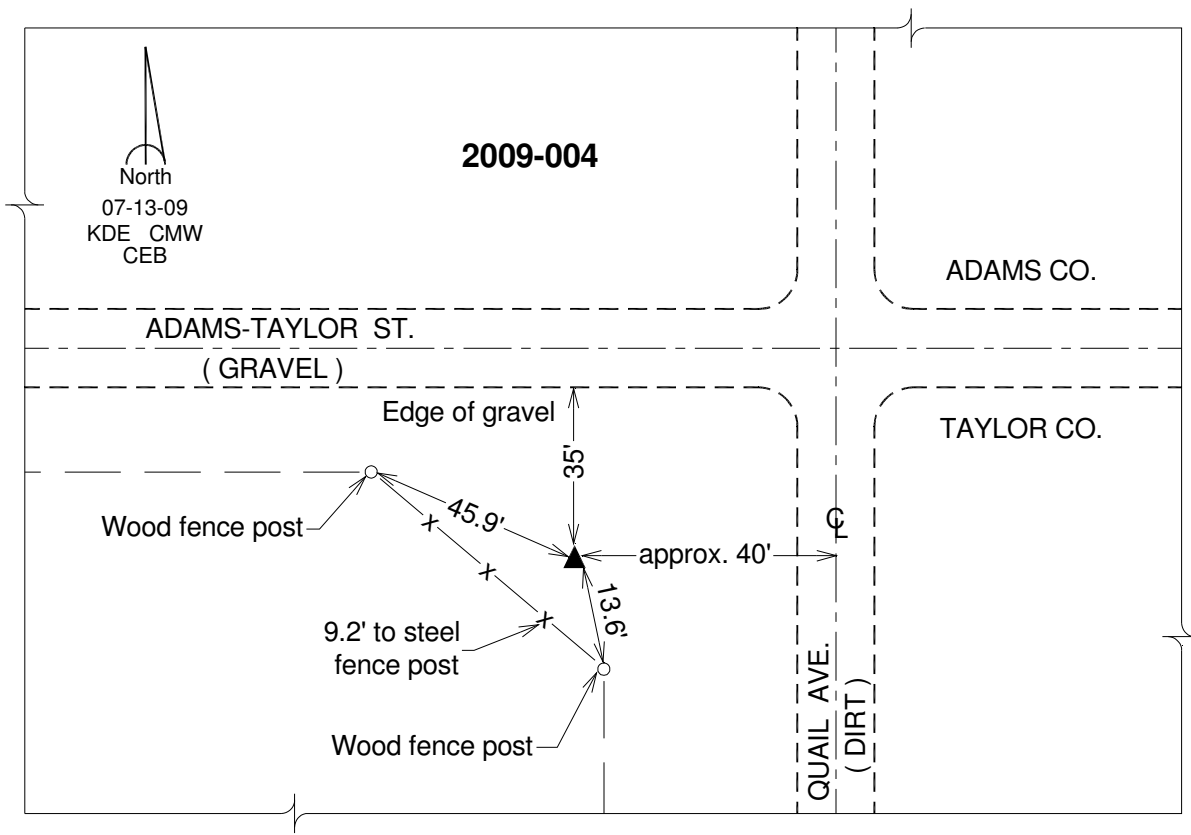 2009-004
North
07-13-09
KDE CMW
CEB
ADAMS CO.
ADAMS-TAYLOR ST.
( GRAVEL )
Edge of gravel
TAYLOR CO.
35'
45.9'
Wood fence post
℄
approx. 40'
13.6'
9.2' to steel
fence post
Wood fence post
QUAIL AVE.
( DIRT )